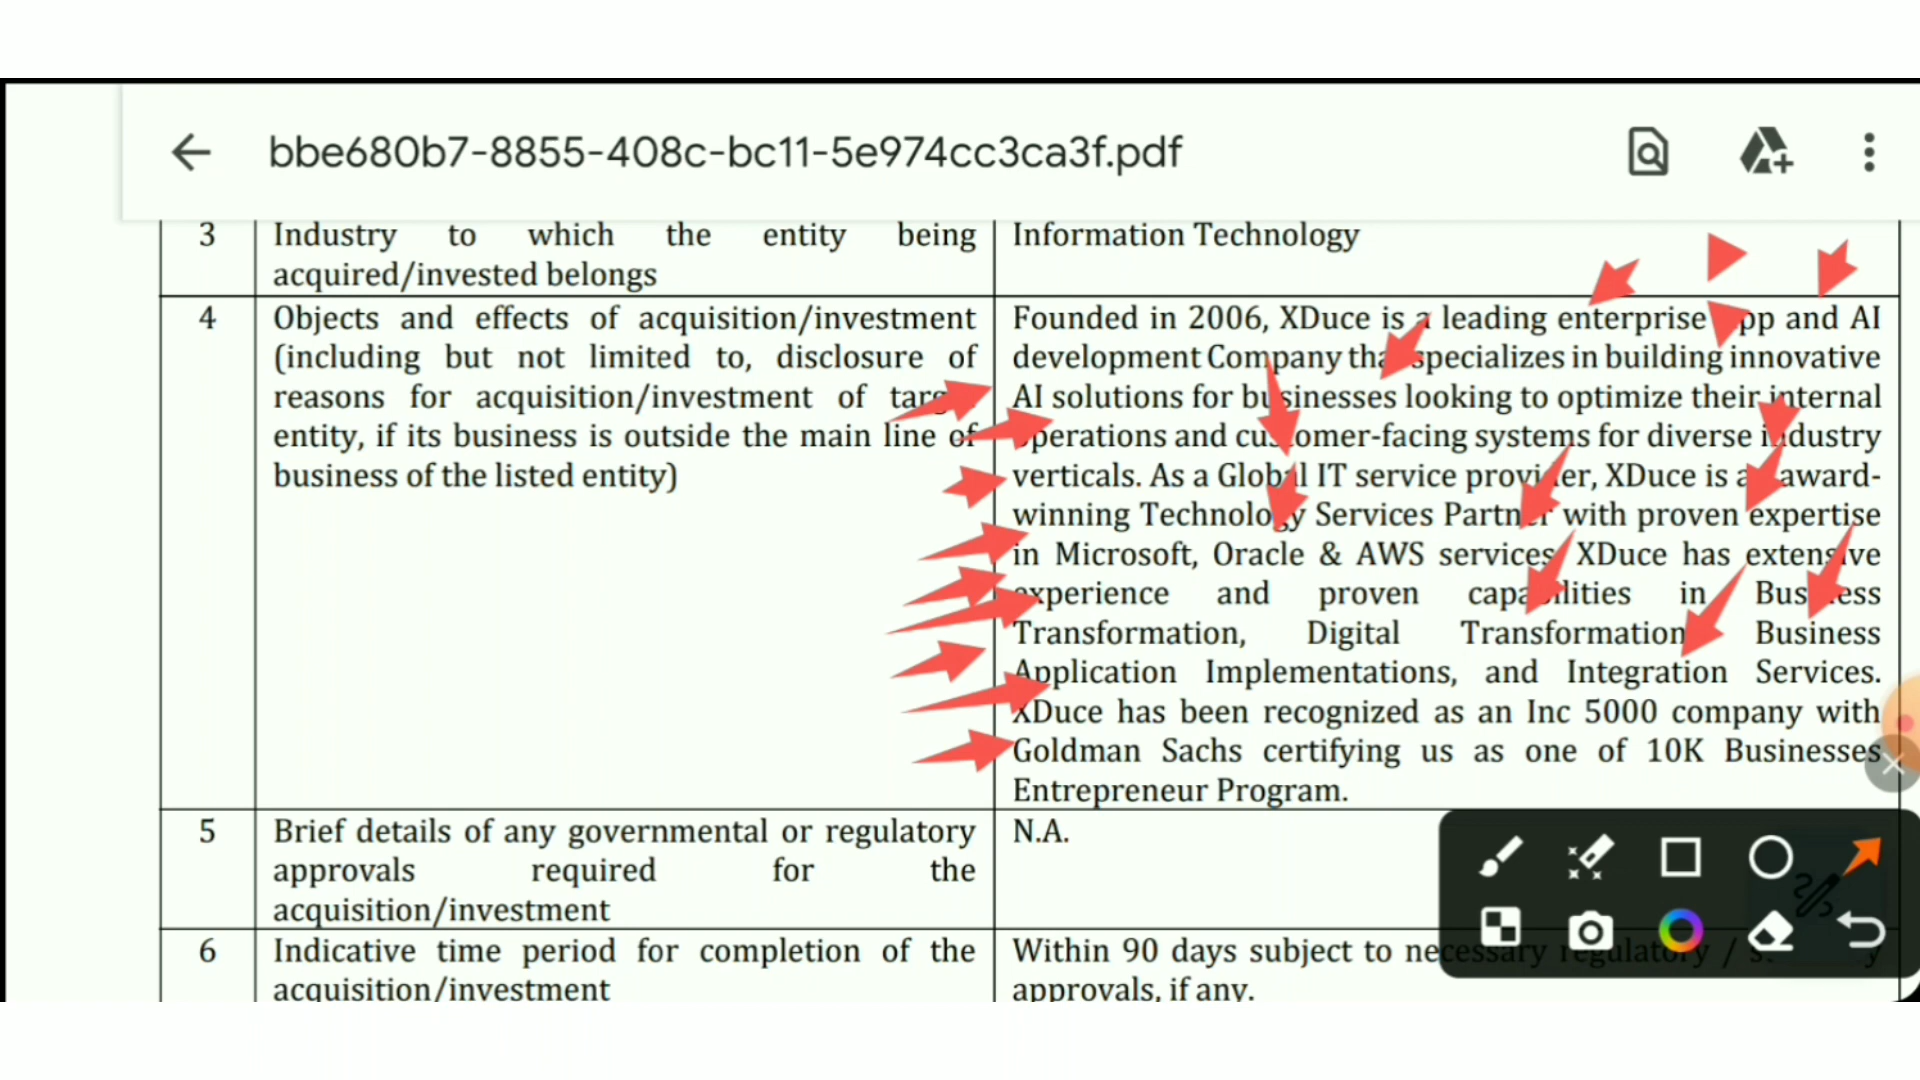 bbe680b7-8855-408c-bc11-5e974cc3ca3f.pdf
3 Industry to which the entity being Information Technology
acquired/invested belongs
4 Objects and effects of acquisition/investment
(including but not limited to, disclosure of
reasons for acquisition/investment of target
entity, if its business is outside the main line of
business of the listed entity)
Founded in 2006, XDuce is a leading enterprise app and AI
development Company that specializes in building innovative
AI solutions for businesses looking to optimize their internal
operations and customer-facing systems for diverse industry
verticals. As a Global IT service provider, XDuce is an award-
winning Technology Services Partner with proven expertise
in Microsoft, Oracle & AWS services. XDuce has extensive
experience and proven capabilities in Business
Transformation, Digital Transformation, Business
Application Implementations, and Integration Services.
XDuce has been recognized as an Inc 5000 company with
Goldman Sachs certifying us as one of 10K Businesses
Entrepreneur Program.
5 Brief details of any governmental or regulatory N.A.
approvals required for the
acquisition/investment
6 Indicative time period for completion of the
acquisition/investment
Within 90 days subject to necessary regulatory /
approvals, if any.